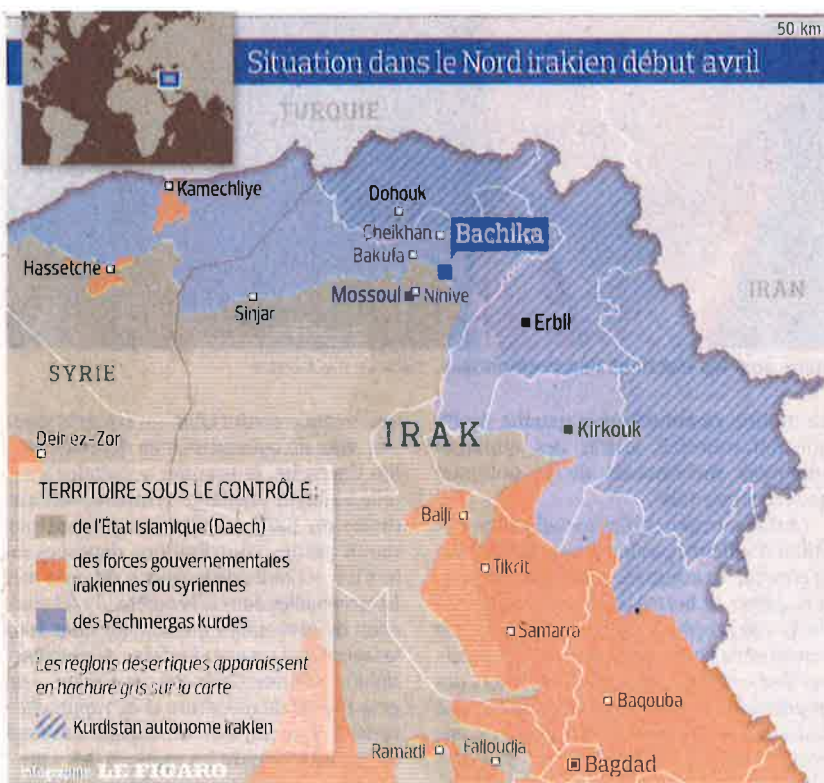 50 km
Situation dans le Nord irakien début avril
TURQUIE
Kamechliye
Dohouk
Cheikhan
Bachika
Bakufa
Hassetche
Mossoul
Ninive
IRAN
Sinjar
Erbil
SYRIE
IRAK
Kirkouk
Deir ez-Zor
TERRITOIRE SOUS LE CONTRÔLE :
de l'État Islamique (Daech)
des forces gouvernementales
irakiennes ou syriennes
des Pechmergas kurdes
Les régions désertiques apparaissent
en hachuré gris sur la carte
Kurdistan autonome irakien
Baïji
Tikrit
Samarra
Baqouba
Ramadi
Falloudja
Bagdad
Infographie LE FIGARO